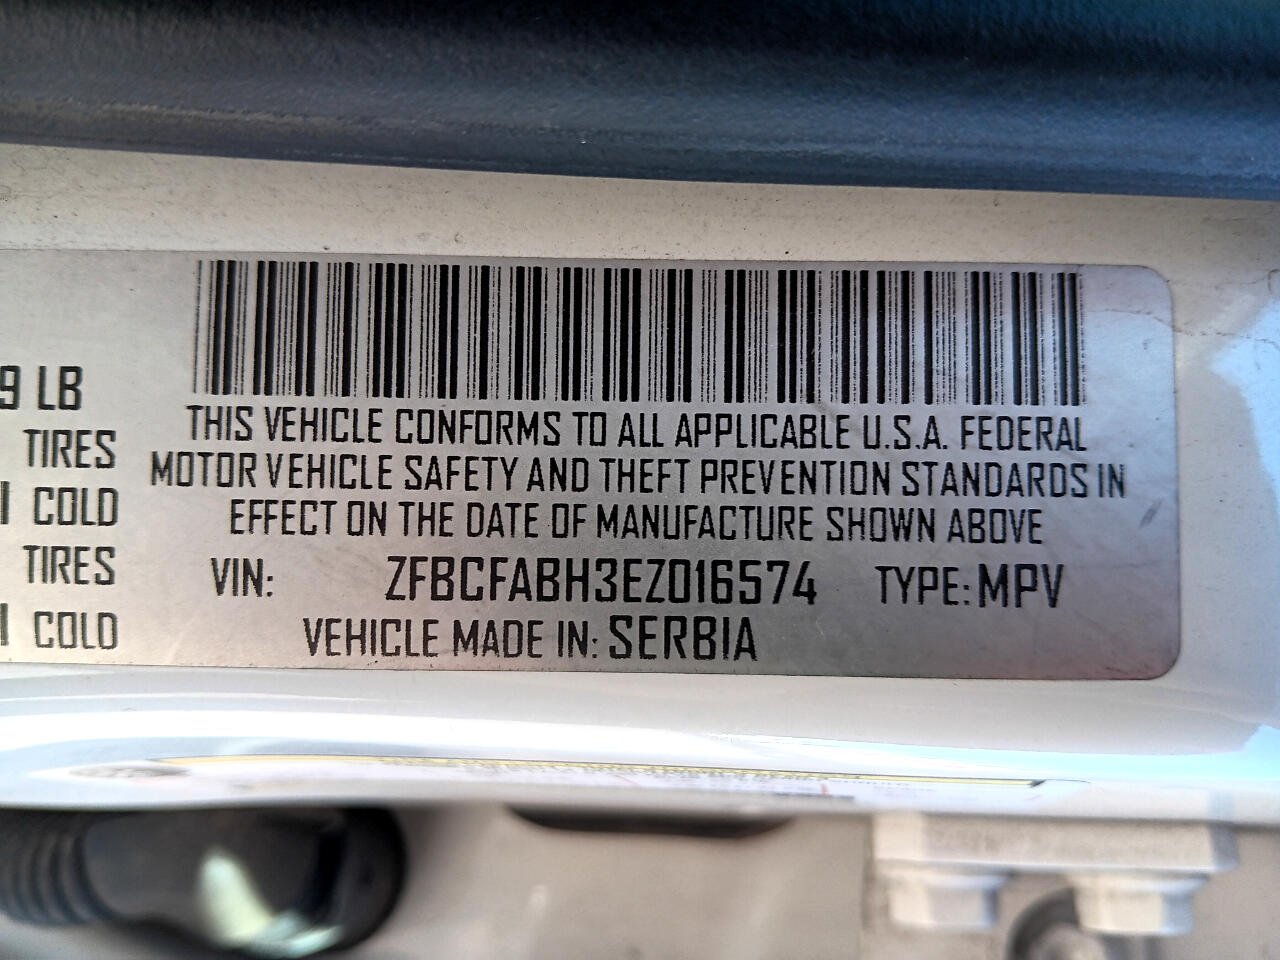 9 LB
TIRES
COLD
TIRES
COLD
THIS VEHICLE CONFORMS TO ALL APPLICABLE U.S.A. FEDERAL
MOTOR VEHICLE SAFETY AND THEFT PREVENTION STANDARDS IN
EFFECT ON THE DATE OF MANUFACTURE SHOWN ABOVE
VIN: ZFBCFABH3EZ016574 TYPE: MPV
VEHICLE MADE IN: SERBIA